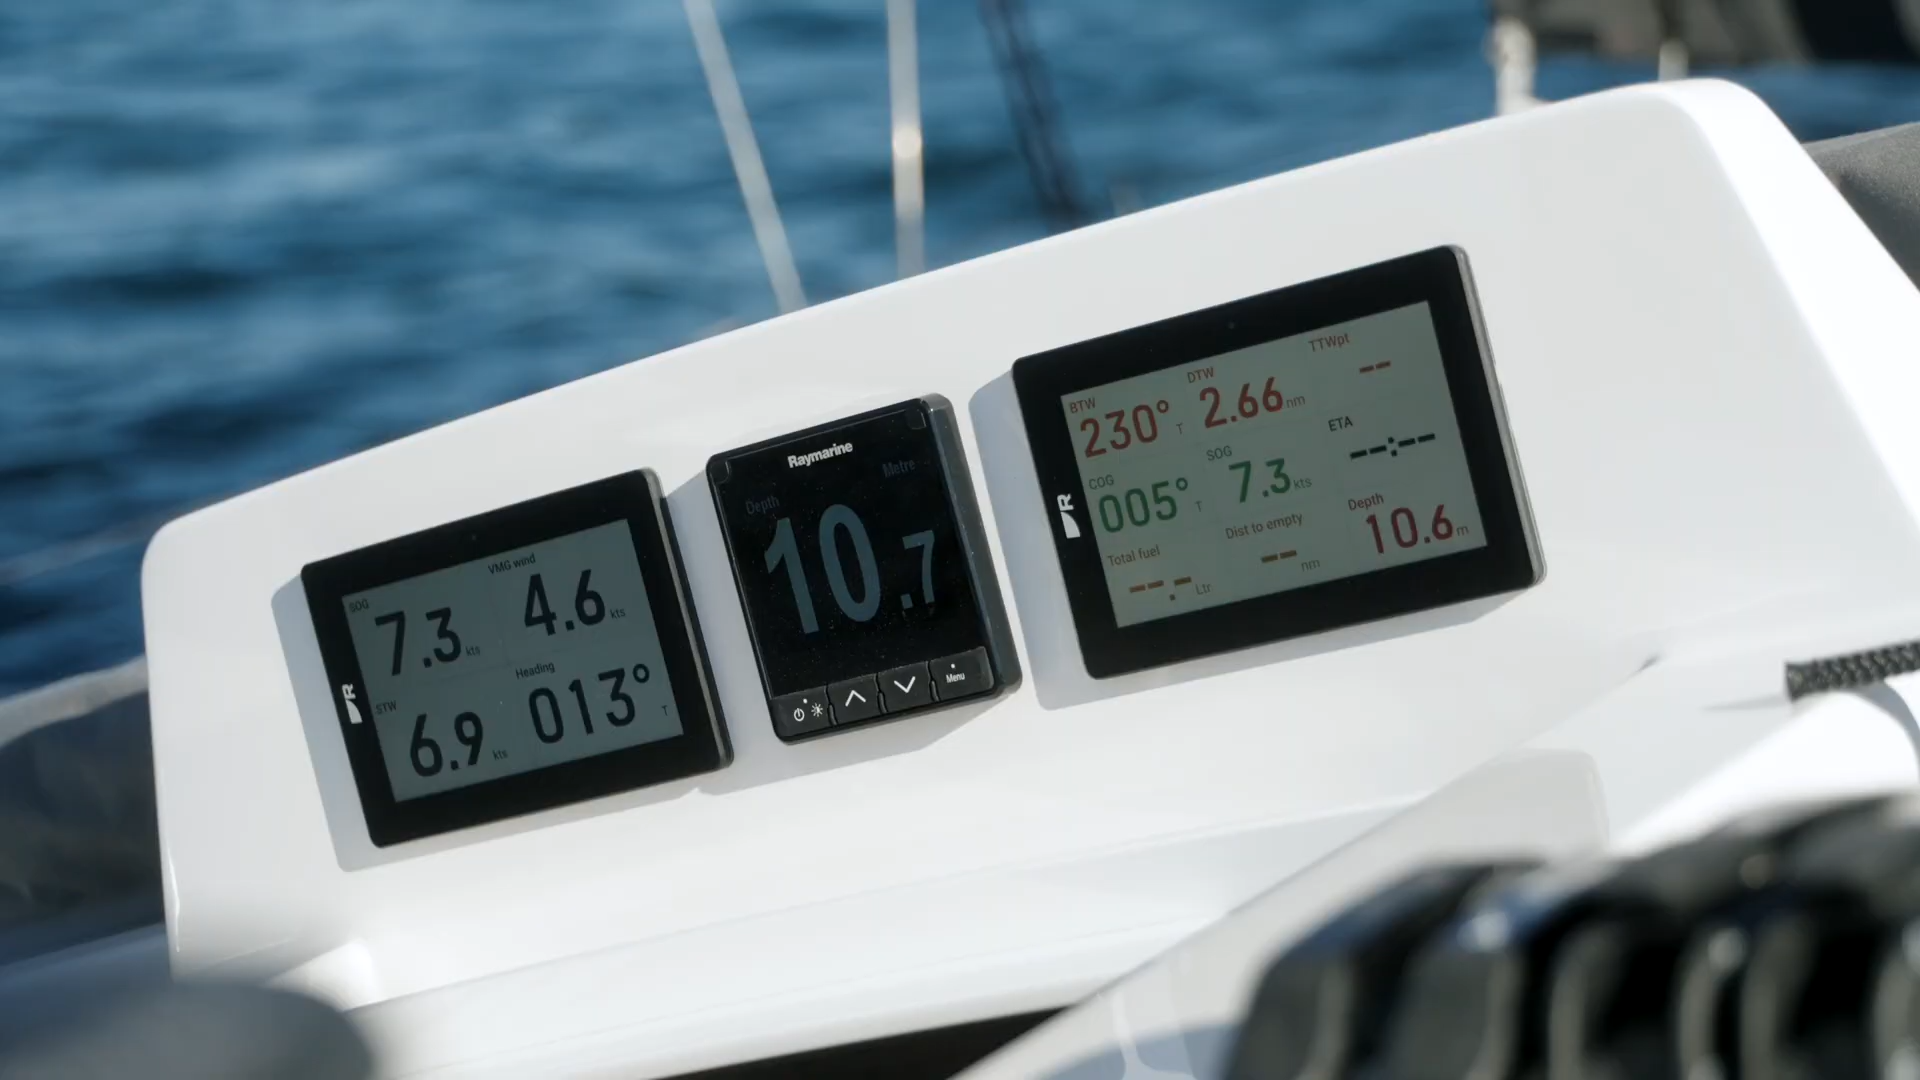 SOG
7.3 kts
VMG wind
4.6 kts
STW
6.9 kts
Heading
013° T
Raymarine
Depth
Metre
10.7
Menu
R
BTW
230° T
DTW
2.66 nm
TTWpt
--
COG
005° T
SOG
7.3 kts
ETA
--:--
Total fuel
--.- Ltr
Dist to empty
-- nm
Depth
10.6 m
R